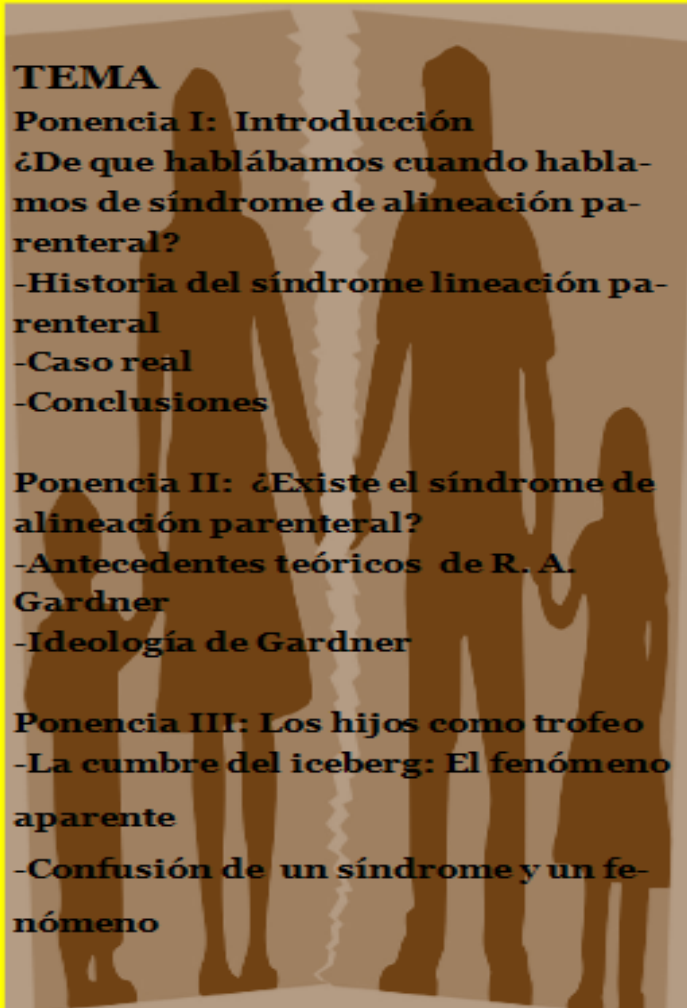 TEMA
Ponencia I: Introducción
¿De que hablábamos cuando habla-
mos de síndrome de alineación pa-
renteral?
-Historia del síndrome lineación pa-
renteral
-Caso real
-Conclusiones
Ponencia II: ¿Existe el síndrome de
alineación parenteral?
-Antecedentes teóricos de R. A.
Gardner
-Ideología de Gardner
Ponencia III: Los hijos como trofeo
-La cumbre del iceberg: El fenómeno
aparente
-Confusión de un síndrome y un fe-
nómeno